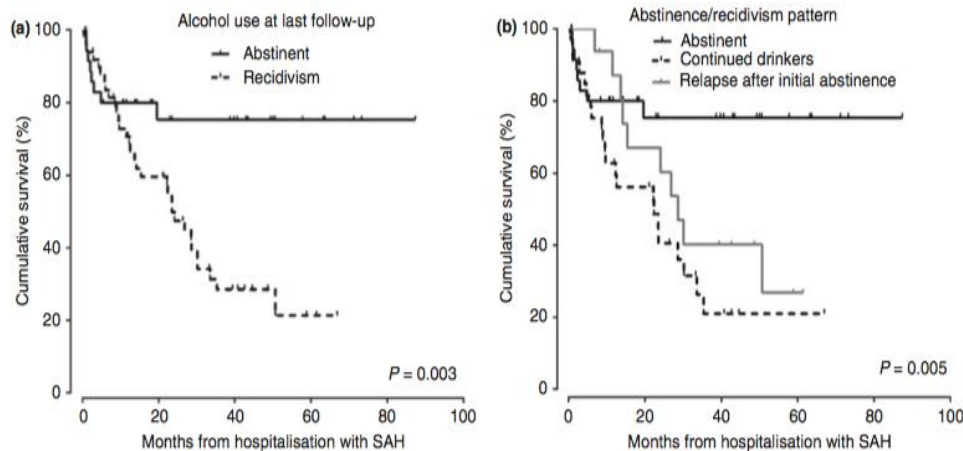 (a)
Alcohol use at last follow-up
Abstinent
Recidivism
Cumulative survival (%)
100
80
60
40
20
0
P = 0.003
0 20 40 60 80 100
Months from hospitalisation with SAH
(b)
Abstinence/recidivism pattern
Abstinent
Continued drinkers
Relapse after initial abstinence
Cumulative survival (%)
100
80
60
40
20
0
P = 0.005
0 20 40 60 80 100
Months from hospitalisation with SAH